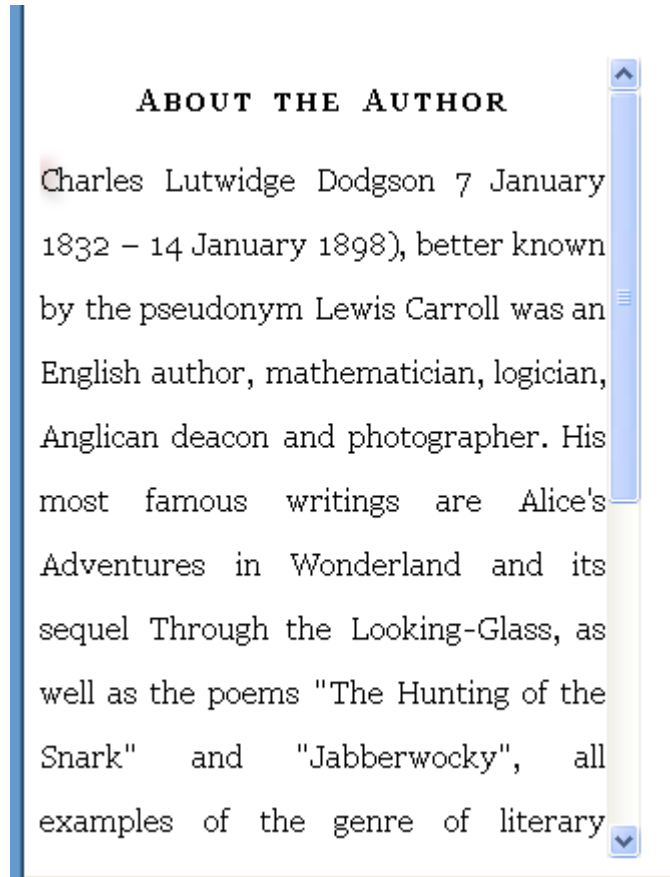 About the Author
Charles Lutwidge Dodgson 7 January
1832 – 14 January 1898), better known
by the pseudonym Lewis Carroll was an
English author, mathematician, logician,
Anglican deacon and photographer. His
most famous writings are Alice's
Adventures in Wonderland and its
sequel Through the Looking-Glass, as
well as the poems "The Hunting of the
Snark" and "Jabberwocky", all
examples of the genre of literary